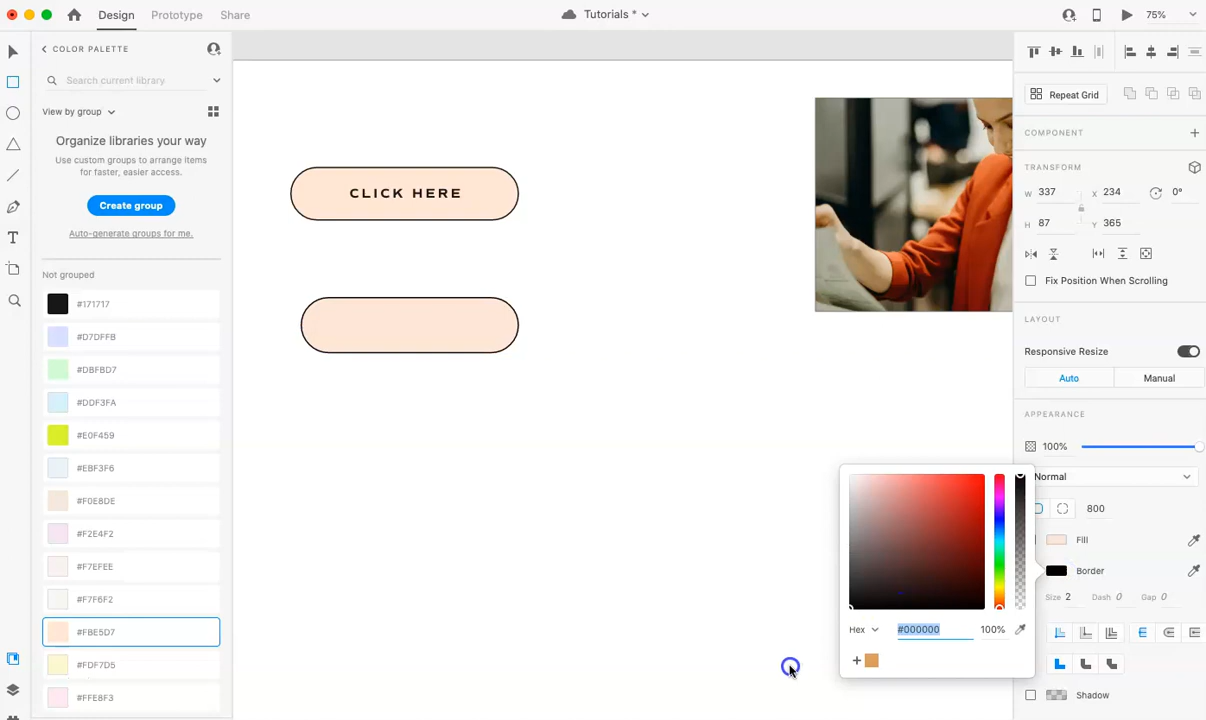 Design
Prototype
Share
Tutorials *
75%
COLOR PALETTE
Search current library
View by group
Organize libraries your way
Use custom groups to arrange items
for faster, easier access.
Create group
Auto-generate groups for me.
Not grouped
#171717
#D7DFFB
#DBFBD7
#DDF3FA
#E0F459
#EBF3F6
#F0E8DE
#F2E4F2
#F7EFEE
#F7F6F2
#FBE5D7
#FDF7D5
#FFE8F3
CLICK HERE
Repeat Grid
COMPONENT
TRANSFORM
W 337 X 234 0°
H 87 Y 365
Fix Position When Scrolling
LAYOUT
Responsive Resize
Auto Manual
APPEARANCE
100%
Normal
800
Fill
Border
Size 2 Dash 0 Gap 0
Shadow
Hex #000000 100%